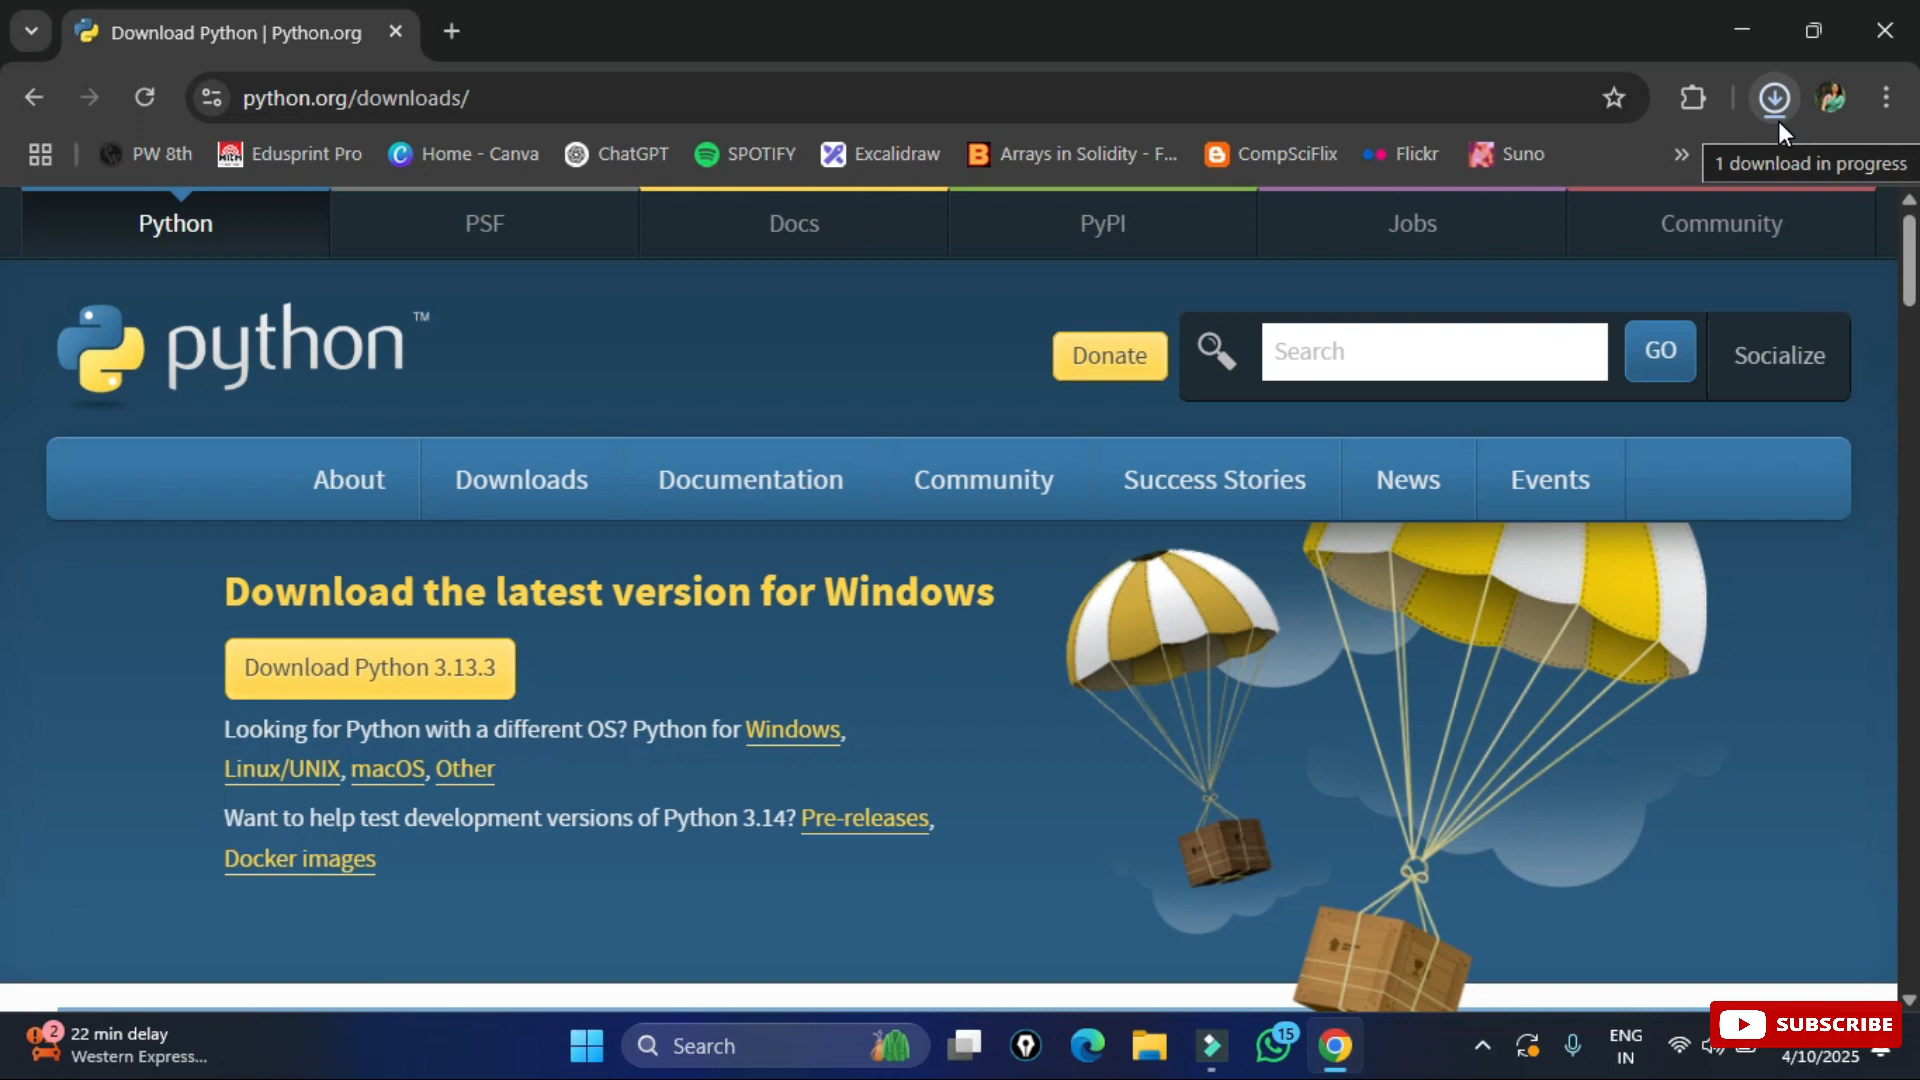 Download Python | Python.org
python.org/downloads/
PW 8th
Edusprint Pro
Home - Canva
ChatGPT
SPOTIFY
Excalidraw
Arrays in Solidity - F...
CompSciFlix
Flickr
Suno
»
1 download in progress
Python
PSF
Docs
PyPI
Jobs
Community
python™
Donate
Search
GO
Socialize
About
Downloads
Documentation
Community
Success Stories
News
Events
Download the latest version for Windows
Download Python 3.13.3
Looking for Python with a different OS? Python for Windows,
Linux/UNIX, macOS, Other
Want to help test development versions of Python 3.14? Pre-releases,
Docker images
2
22 min delay
Western Express...
Search
15
ENG
IN
SUBSCRIBE
4/10/2025